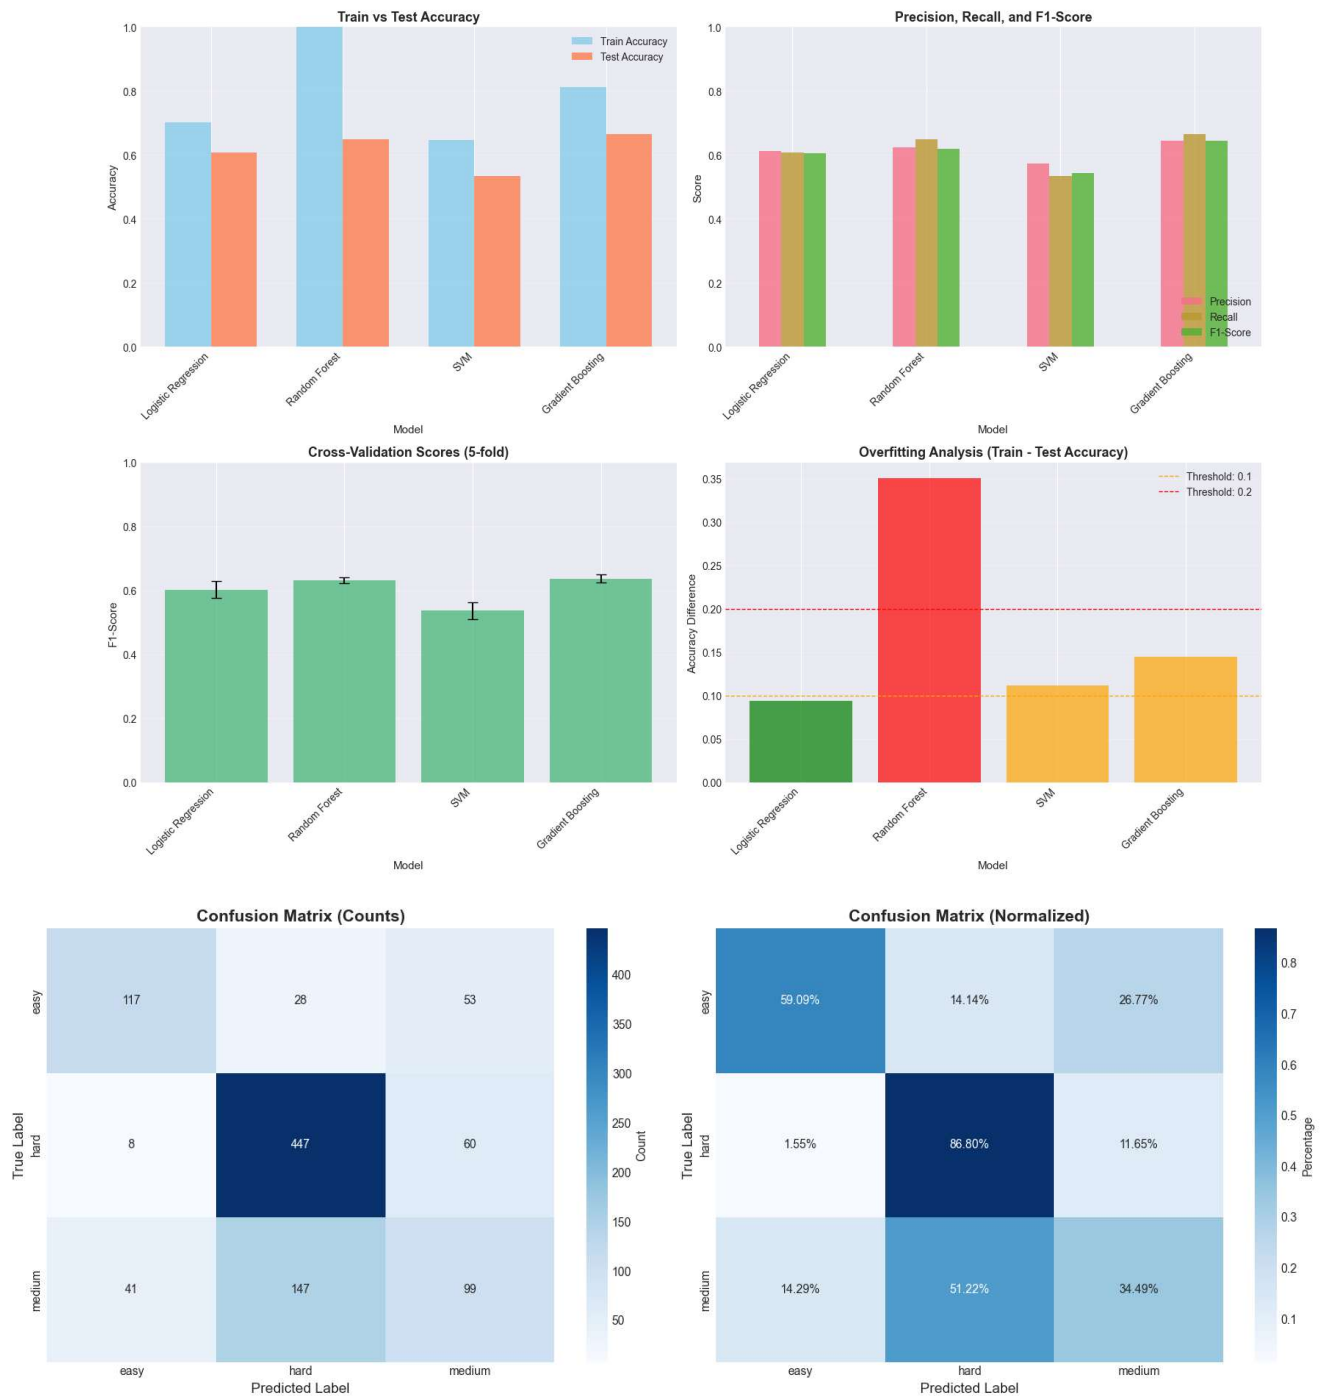 Train vs Test Accuracy
1.0
0.8
0.6
0.4
0.2
0.0
Accuracy
Train Accuracy
Test Accuracy
Logistic Regression
Random Forest
SVM
Gradient Boosting
Model
Precision, Recall, and F1-Score
1.0
0.8
0.6
0.4
0.2
0.0
Score
Precision
Recall
F1-Score
Logistic Regression
Random Forest
SVM
Gradient Boosting
Model
Cross-Validation Scores (5-fold)
1.0
0.8
0.6
0.4
0.2
0.0
F1-Score
Logistic Regression
Random Forest
SVM
Gradient Boosting
Model
Overfitting Analysis (Train - Test Accuracy)
0.35
0.30
0.25
0.20
0.15
0.10
0.05
0.00
Accuracy Difference
Threshold: 0.1
Threshold: 0.2
Logistic Regression
Random Forest
SVM
Gradient Boosting
Model
Confusion Matrix (Counts)
True Label
easy
117 28 53
hard
8 447 60
medium
41 147 99
easy hard medium
Predicted Label
400
350
300
250
200
150
100
50
Count
Confusion Matrix (Normalized)
True Label
easy
59.09% 14.14% 26.77%
hard
1.55% 86.80% 11.65%
medium
14.29% 51.22% 34.49%
easy hard medium
Predicted Label
0.8
0.7
0.6
0.5
0.4
0.3
0.2
0.1
Percentage